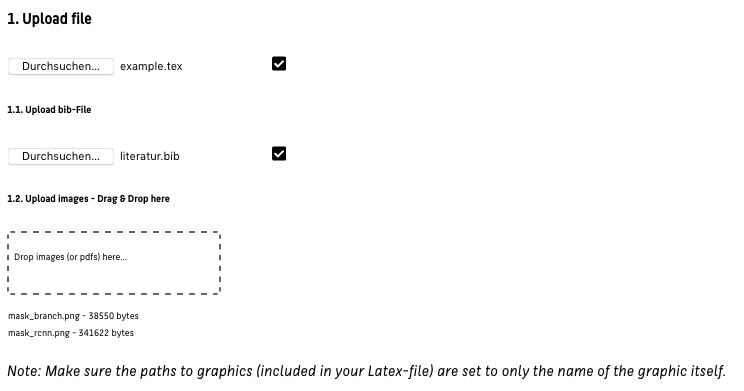 1. Upload file
Durchsuchen... example.tex
1.1. Upload bib-File
Durchsuchen... literatur.bib
1.2. Upload images - Drag & Drop here
Drop images (or pdfs) here...
mask_branch.png - 38550 bytes
mask_rcnn.png - 341622 bytes
Note: Make sure the paths to graphics (included in your Latex-file) are set to only the name of the graphic itself.